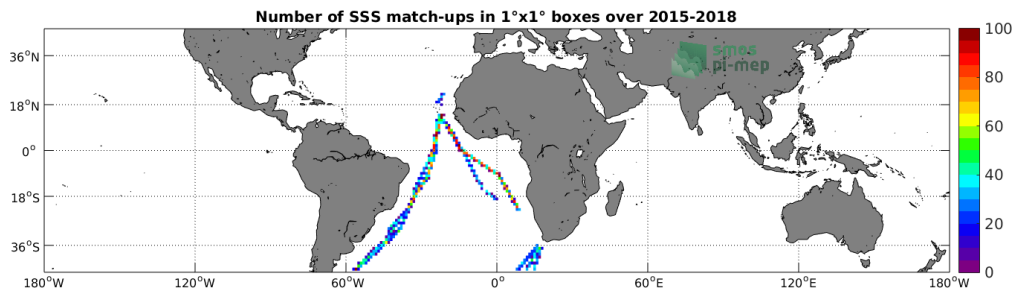 Number of SSS match-ups in 1°x1° boxes over 2015-2018
smos
pi-mep
36°N
18°N
0°
18°S
36°S
180°W
120°W
60°W
0°
60°E
120°E
180°W
100
80
60
40
20
0